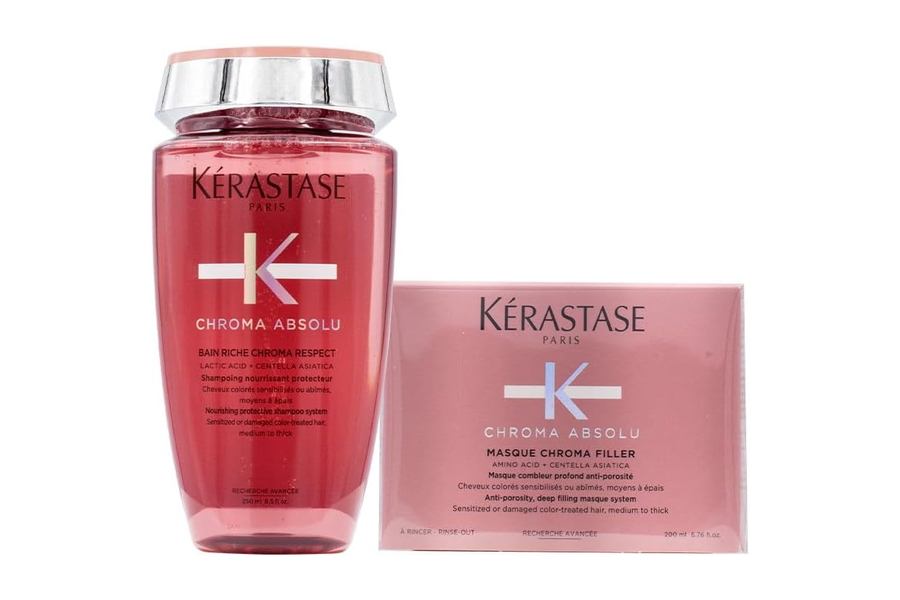 KÉRASTASE
PARIS
K
CHROMA ABSOLU
BAIN RICHE CHROMA RESPECT
LACTIC ACID + CENTELLA ASIATICA
Shampoing nourrissant protecteur
Cheveux colorés sensibilisés ou abîmés,
moyens à épais
Nourishing protective shampoo system
Sensitized or damaged color-treated hair,
medium to thick
RECHERCHE AVANCÉE
250 ml 8.5 fl.oz.
KÉRASTASE
PARIS
K
CHROMA ABSOLU
MASQUE CHROMA FILLER
AMINO ACID + CENTELLA ASIATICA
Masque combleur profond anti-porosité
Cheveux colorés sensibilisés ou abîmés, moyens à épais
Anti-porosity, deep filling masque system
Sensitized or damaged color-treated hair, medium to thick
À RINCER - RINSE-OUT RECHERCHE AVANCÉE 200 ml 6.76 fl.oz.